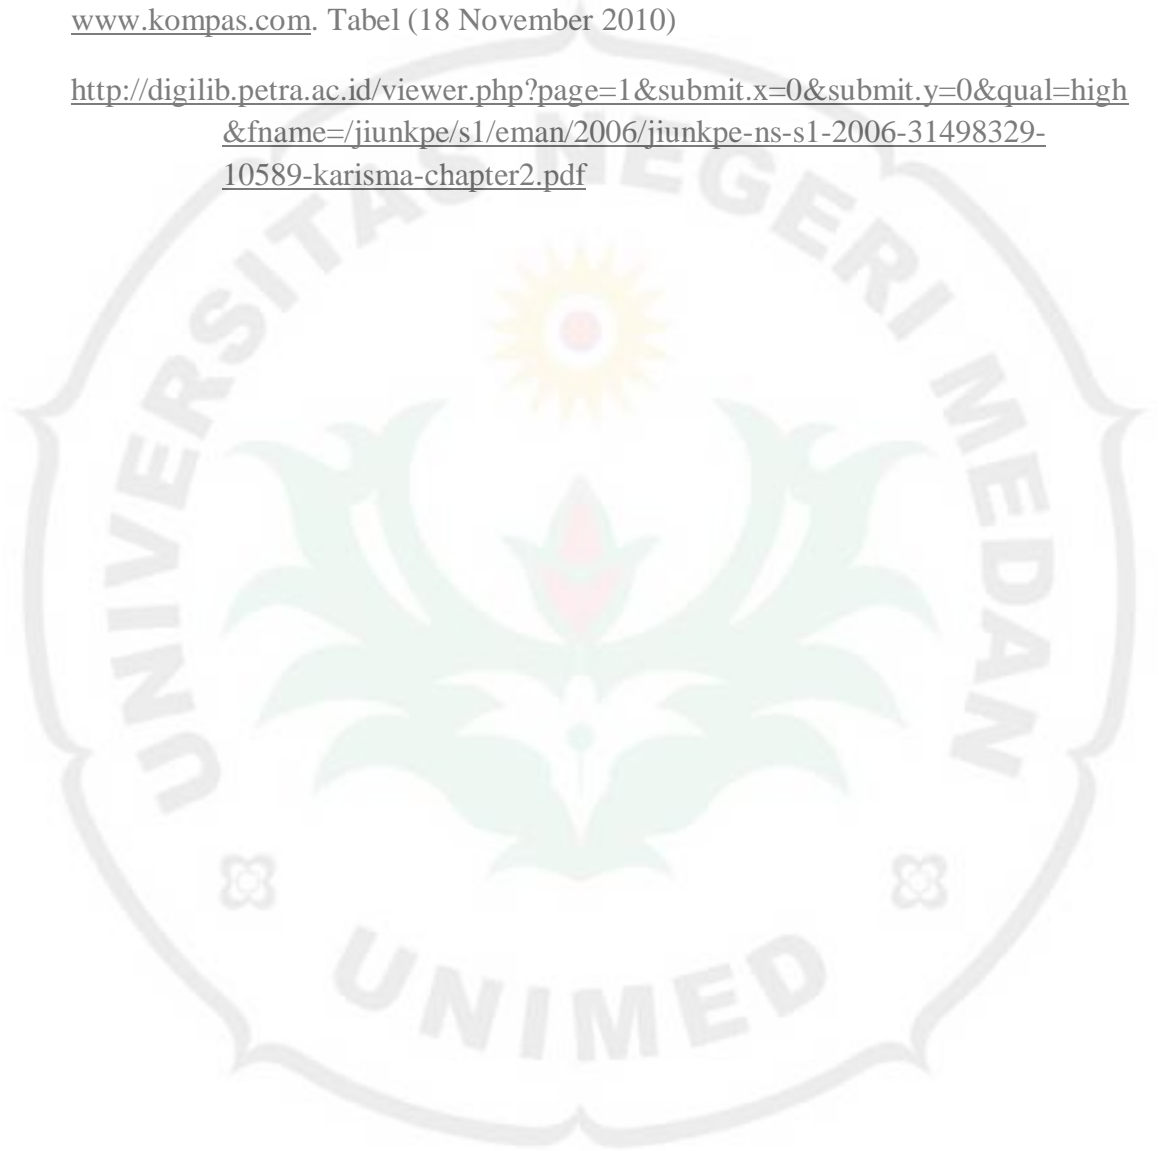 www.kompas.com. Tabel (18 November 2010)
http://digilib.petra.ac.id/viewer.php?page=1&submit.x=0&submit.y=0&qual=high
&fname=/jiunkpe/s1/eman/2006/jiunkpe-ns-s1-2006-31498329-
10589-karisma-chapter2.pdf
UNIVERSITAS NEGERI MEDAN
UNIMED